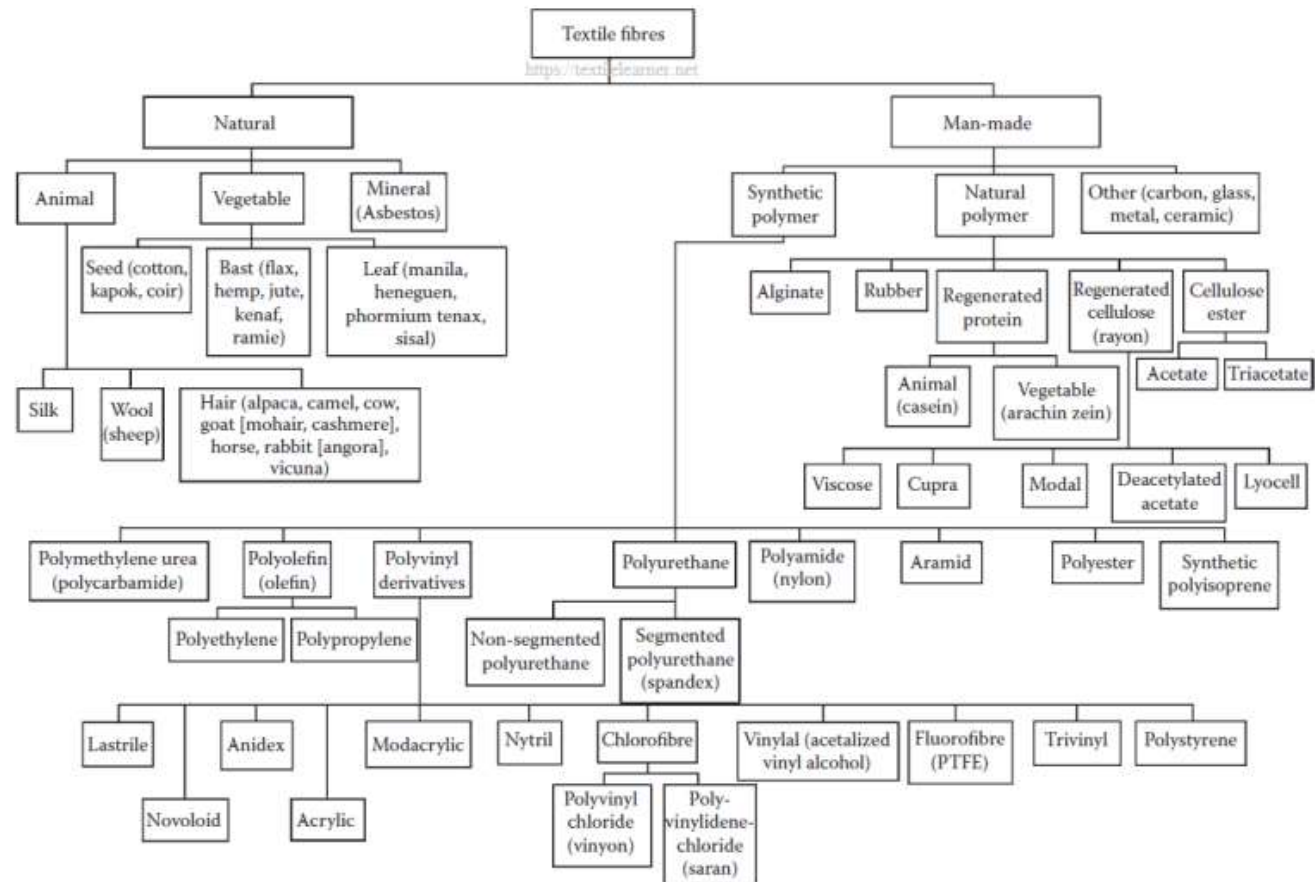 Textile fibres
https://textilelearner.net
Natural
Man-made
Animal
Vegetable
Mineral
(Asbestos)
Synthetic
polymer
Natural
polymer
Other (carbon, glass,
metal, ceramic)
Seed (cotton,
kapok, coir)
Bast (flax,
hemp, jute,
kenaf,
ramie)
Leaf (manila,
heneguen,
phormium tenax,
sisal)
Alginate
Rubber
Regenerated
protein
Regenerated
cellulose
(rayon)
Cellulose
ester
Silk
Wool
(sheep)
Hair (alpaca, camel, cow,
goat [mohair, cashmere],
horse, rabbit [angora],
vicuna)
Animal
(casein)
Vegetable
(arachin zein)
Acetate
Triacetate
Viscose
Cupra
Modal
Deacetylated
acetate
Lyocell
Polymethylene urea
(polycarbamide)
Polyolefin
(olefin)
Polyvinyl
derivatives
Polyurethane
Polyamide
(nylon)
Aramid
Polyester
Synthetic
polyisoprene
Polyethylene
Polypropylene
Non-segmented
polyurethane
Segmented
polyurethane
(spandex)
Lastrile
Anidex
Modacrylic
Nytril
Chlorofibre
Vinylal (acetalized
vinyl alcohol)
Fluorofibre
(PTFE)
Trivinyl
Polystyrene
Novoloid
Acrylic
Polyvinyl
chloride
(vinyon)
Poly-
vinylidene-
chloride
(saran)